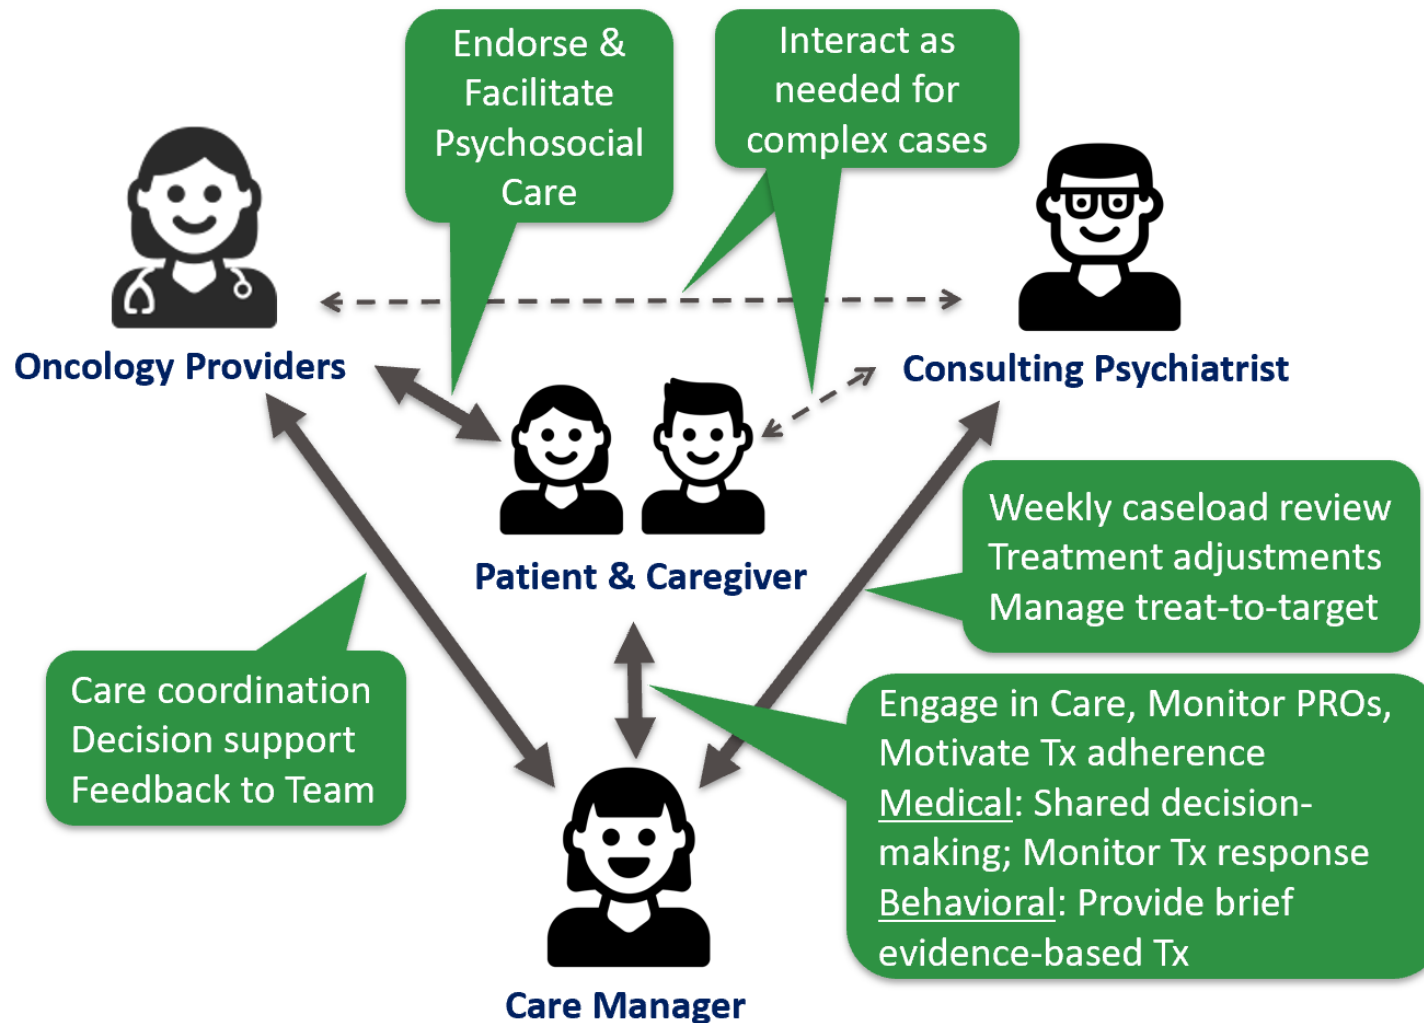 Endorse &
Facilitate
Psychosocial
Care
Interact as
needed for
complex cases
Oncology Providers
Consulting Psychiatrist
Patient & Caregiver
Weekly caseload review
Treatment adjustments
Manage treat-to-target
Care coordination
Decision support
Feedback to Team
Engage in Care, Monitor PROs,
Motivate Tx adherence
Medical: Shared decision-
making; Monitor Tx response
Behavioral: Provide brief
evidence-based Tx
Care Manager